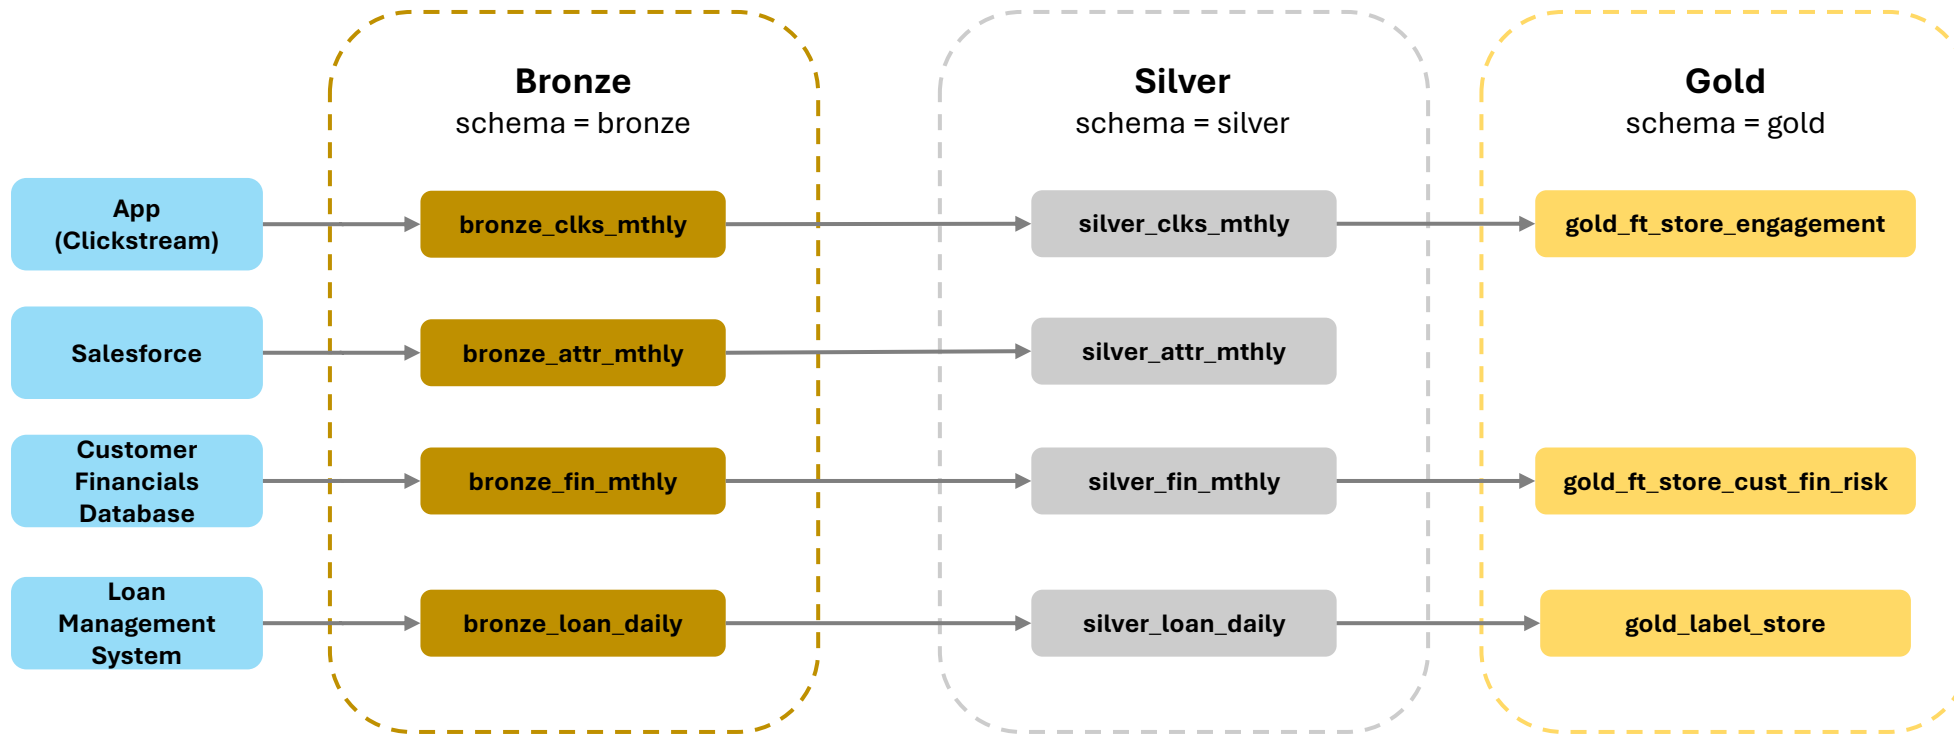 Bronze
schema = bronze
Silver
schema = silver
Gold
schema = gold
App
(Clickstream)
bronze_clks_mthly
silver_clks_mthly
gold_ft_store_engagement
Salesforce
bronze_attr_mthly
silver_attr_mthly
Customer
Financials
Database
bronze_fin_mthly
silver_fin_mthly
gold_ft_store_cust_fin_risk
Loan
Management
System
bronze_loan_daily
silver_loan_daily
gold_label_store